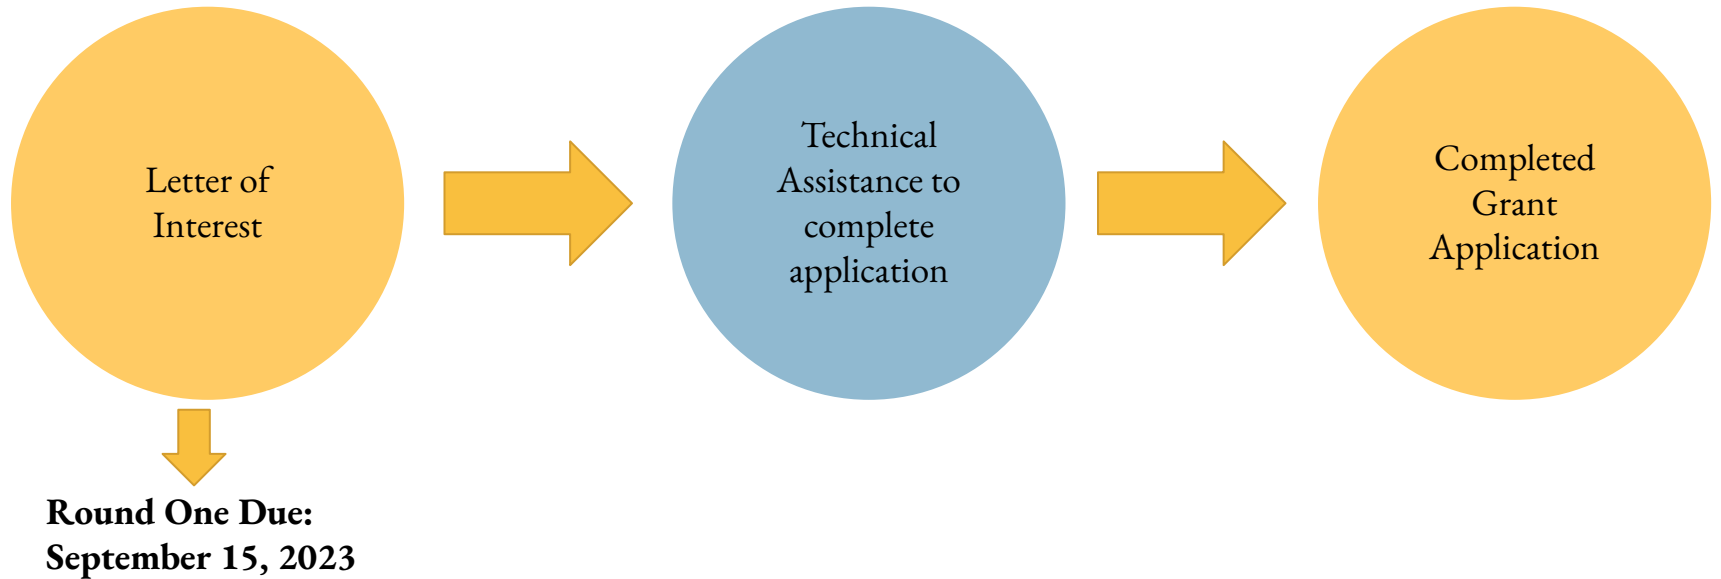 Letter of
Interest
Technical
Assistance to
complete
application
Completed
Grant
Application
Round One Due:
September 15, 2023